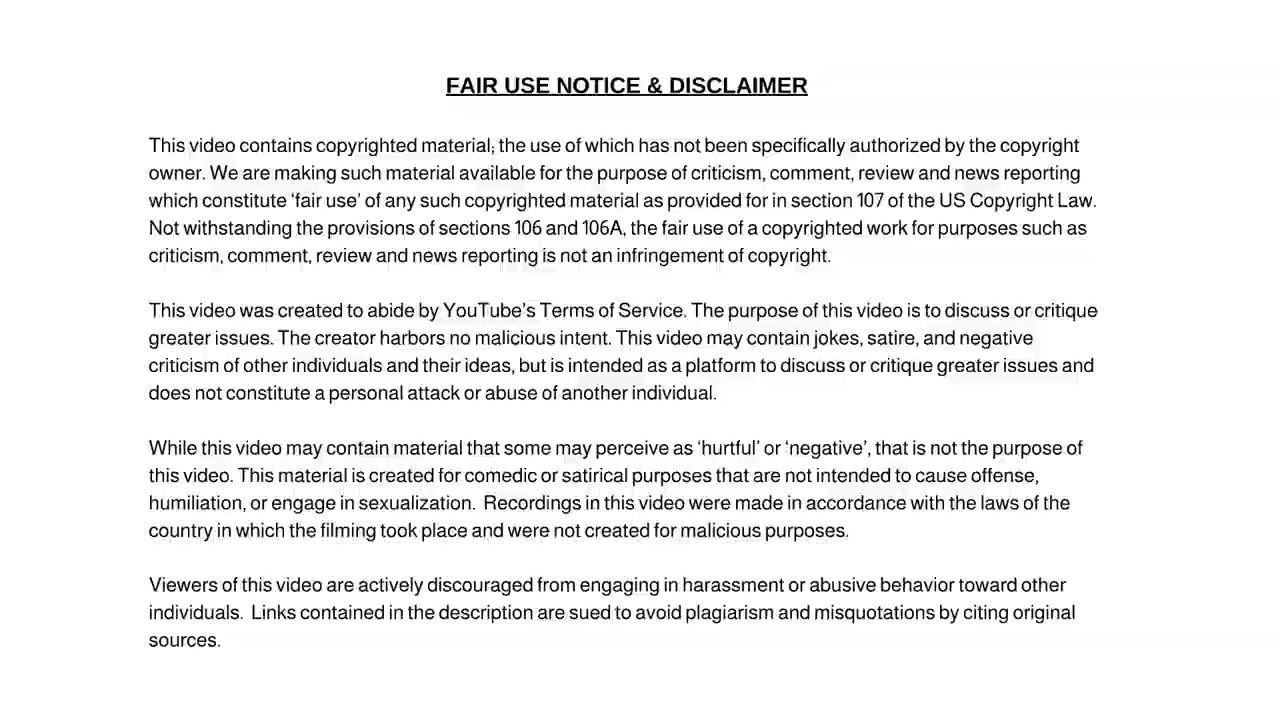 FAIR USE NOTICE & DISCLAIMER
This video contains copyrighted material; the use of which has not been specifically authorized by the copyright
owner. We are making such material available for the purpose of criticism, comment, review and news reporting
which constitute ‘fair use’ of any such copyrighted material as provided for in section 107 of the US Copyright Law.
Not withstanding the provisions of sections 106 and 106A, the fair use of a copyrighted work for purposes such as
criticism, comment, review and news reporting is not an infringement of copyright.
This video was created to abide by YouTube’s Terms of Service. The purpose of this video is to discuss or critique
greater issues. The creator harbors no malicious intent. This video may contain jokes, satire, and negative
criticism of other individuals and their ideas, but is intended as a platform to discuss or critique greater issues and
does not constitute a personal attack or abuse of another individual.
While this video may contain material that some may perceive as ‘hurtful’ or ‘negative’, that is not the purpose of
this video. This material is created for comedic or satirical purposes that are not intended to cause offense,
humiliation, or engage in sexualization. Recordings in this video were made in accordance with the laws of the
country in which the filming took place and were not created for malicious purposes.
Viewers of this video are actively discouraged from engaging in harassment or abusive behavior toward other
individuals. Links contained in the description are sued to avoid plagiarism and misquotations by citing original
sources.